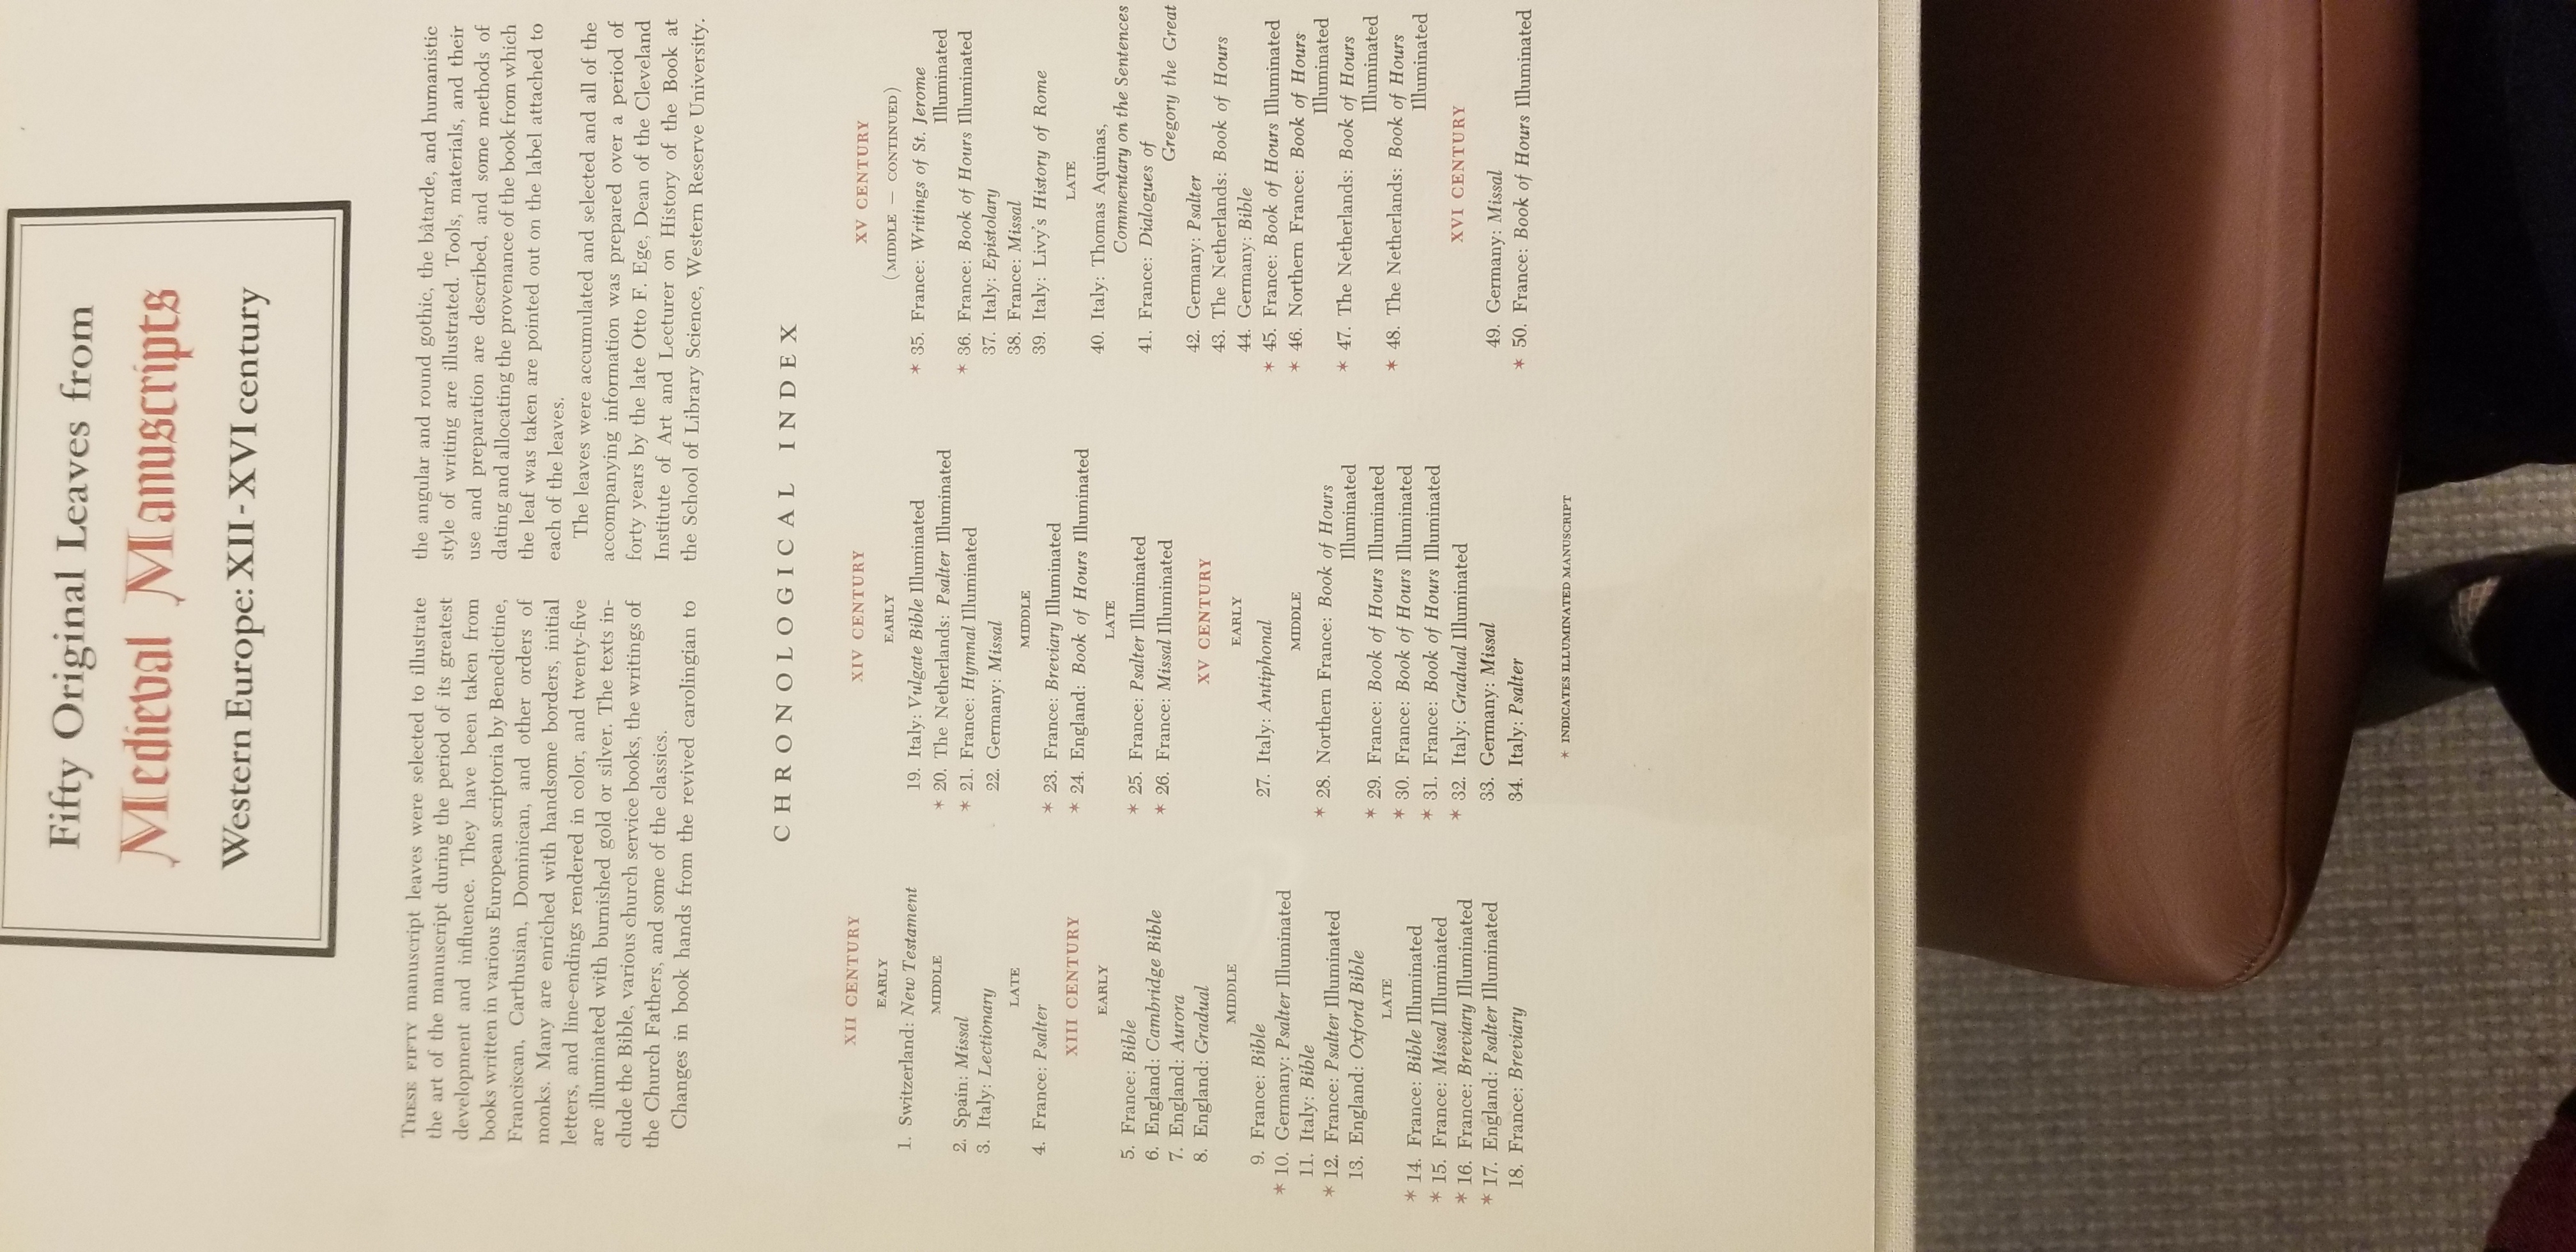 Fifty Original Leaves from
Medieval Manuscripts
Western Europe: XII - XVI century
THESE FIFTY manuscript leaves were selected to illustrate
the art of the manuscript during the period of its greatest
development and influence. They have been taken from
books written in various European scriptoria by Benedictine,
Franciscan, Carthusian, Dominican, and other orders of
monks. Many are enriched with handsome borders, initial
letters, and line-endings rendered in color, and twenty-five
are illuminated with burnished gold or silver. The texts in-
clude the Bible, various church service books, the writings of
the Church Fathers, and some of the classics.
Changes in book hands from the revived carolingian to
the angular and round gothic, the bâtarde, and humanistic
style of writing are illustrated. Tools, materials, and their
use and preparation are described, and some methods of
dating and allocating the provenance of the book from which
the leaf was taken are pointed out on the label attached to
each of the leaves.
The leaves were accumulated and selected and all of the
accompanying information was prepared over a period of
forty years by the late Otto F. Ege, Dean of the Cleveland
Institute of Art and Lecturer on History of the Book at
the School of Library Science, Western Reserve University.
CHRONOLOGICAL INDEX
XII CENTURY
EARLY
1. Switzerland: New Testament
MIDDLE
2. Spain: Missal
3. Italy: Lectionary
LATE
4. France: Psalter
XIII CENTURY
EARLY
5. France: Bible
6. England: Cambridge Bible
7. England: Aurora
8. England: Gradual
MIDDLE
9. France: Bible
* 10. Germany: Psalter Illuminated
11. Italy: Bible
* 12. France: Psalter Illuminated
13. England: Oxford Bible
LATE
* 14. France: Bible Illuminated
* 15. France: Missal Illuminated
* 16. France: Breviary Illuminated
* 17. England: Psalter Illuminated
18. France: Breviary
XIV CENTURY
EARLY
19. Italy: Vulgate Bible Illuminated
* 20. The Netherlands: Psalter Illuminated
* 21. France: Hymnal Illuminated
22. Germany: Missal
MIDDLE
* 23. France: Breviary Illuminated
* 24. England: Book of Hours Illuminated
LATE
* 25. France: Psalter Illuminated
* 26. France: Missal Illuminated
XV CENTURY
EARLY
27. Italy: Antiphonal
MIDDLE
* 28. Northern France: Book of Hours
Illuminated
* 29. France: Book of Hours Illuminated
* 30. France: Book of Hours Illuminated
* 31. France: Book of Hours Illuminated
* 32. Italy: Gradual Illuminated
33. Germany: Missal
34. Italy: Psalter
XV CENTURY
(MIDDLE — CONTINUED)
* 35. France: Writings of St. Jerome
Illuminated
* 36. France: Book of Hours Illuminated
37. Italy: Epistolary
38. France: Missal
39. Italy: Livy's History of Rome
LATE
40. Italy: Thomas Aquinas,
Commentary on the Sentences
41. France: Dialogues of
Gregory the Great
42. Germany: Psalter
43. The Netherlands: Book of Hours
44. Germany: Bible
* 45. France: Book of Hours Illuminated
* 46. Northern France: Book of Hours
Illuminated
* 47. The Netherlands: Book of Hours
Illuminated
* 48. The Netherlands: Book of Hours
Illuminated
XVI CENTURY
49. Germany: Missal
* 50. France: Book of Hours Illuminated
* INDICATES ILLUMINATED MANUSCRIPT